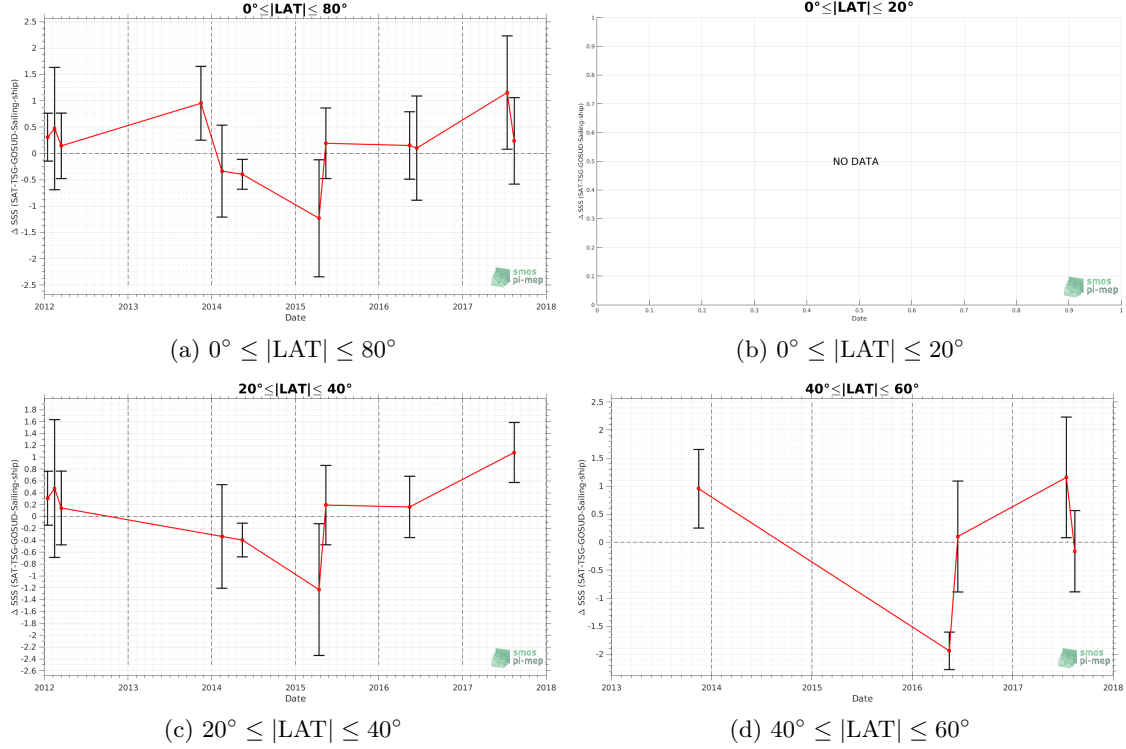 0°≤|LAT|≤ 80°
2.5
2
1.5
1
0.5
0
-0.5
-1
-1.5
-2
-2.5
Δ SSS (SAT-TSG-GOSUD-Sailing-ship)
smos
pi-mep
2012 2013 2014 2015 2016 2017 2018
Date
(a) 0° ≤ |LAT| ≤ 80°
0°≤|LAT|≤ 20°
1
0.9
0.8
0.7
0.6
0.5
0.4
0.3
0.2
0.1
0
Δ SSS (SAT-TSG-GOSUD-Sailing-ship)
NO DATA
smos
pi-mep
0 0.1 0.2 0.3 0.4 0.5 0.6 0.7 0.8 0.9 1
Date
(b) 0° ≤ |LAT| ≤ 20°
20°≤|LAT|≤ 40°
1.8
1.6
1.4
1.2
1
0.8
0.6
0.4
0.2
0
-0.2
-0.4
-0.6
-0.8
-1
-1.2
-1.4
-1.6
-1.8
-2
-2.2
-2.4
-2.6
Δ SSS (SAT-TSG-GOSUD-Sailing-ship)
smos
pi-mep
2012 2013 2014 2015 2016 2017 2018
Date
(c) 20° ≤ |LAT| ≤ 40°
40°≤|LAT|≤ 60°
2.5
2
1.5
1
0.5
0
-0.5
-1
-1.5
-2
Δ SSS (SAT-TSG-GOSUD-Sailing-ship)
smos
pi-mep
2013 2014 2015 2016 2017 2018
Date
(d) 40° ≤ |LAT| ≤ 60°